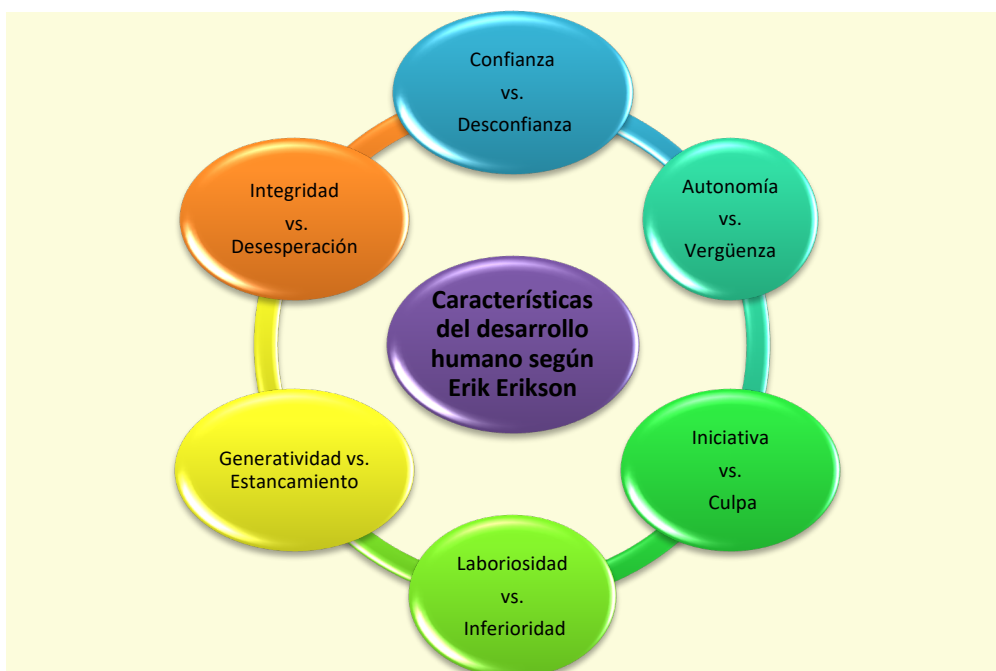 Confianza
vs.
Desconfianza
Autonomía
vs.
Vergüenza
Iniciativa
vs.
Culpa
Laboriosidad
vs.
Inferioridad
Generatividad vs.
Estancamiento
Integridad
vs.
Desesperación
Características
del desarrollo
humano según
Erik Erikson